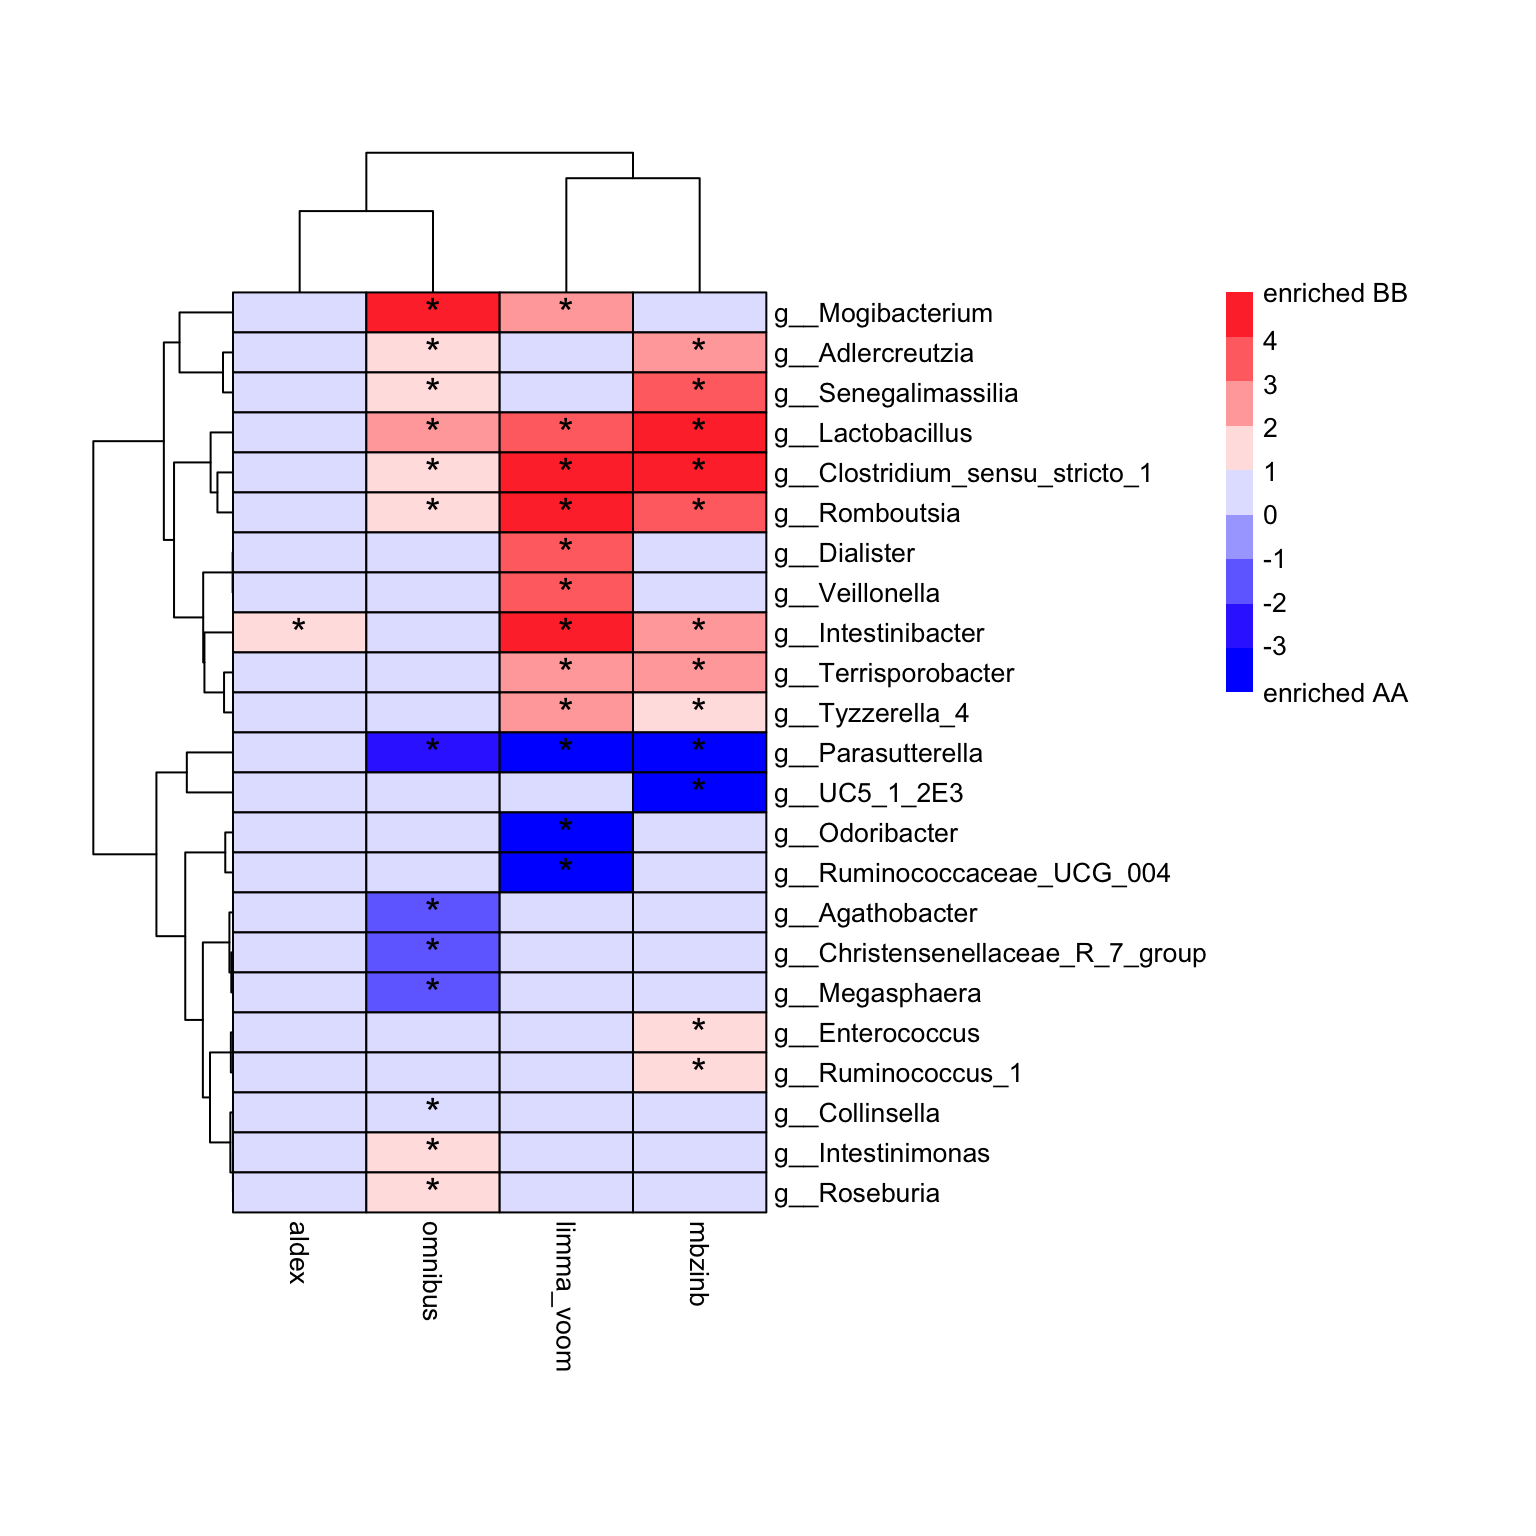 enriched BB
4
3
2
1
0
-1
-2
-3
enriched AA
* * g__Mogibacterium
* * g__Adlercreutzia
* * g__Senegalimassilia
* * * g__Lactobacillus
* * * g__Clostridium_sensu_stricto_1
* * * g__Romboutsia
* g__Dialister
* g__Veillonella
* * * g__Intestinibacter
* * g__Terrisporobacter
* * g__Tyzzerella_4
* * * g__Parasutterella
* g__UC5_1_2E3
* g__Odoribacter
* g__Ruminococcaceae_UCG_004
* g__Agathobacter
* g__Christensenellaceae_R_7_group
* g__Megasphaera
* g__Enterococcus
* g__Ruminococcus_1
* g__Collinsella
* g__Intestinimonas
* g__Roseburia
aldex
omnibus
limma_voom
mbzinb